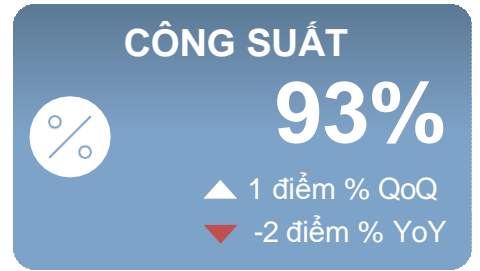 CÔNG SUẤT
93%
1 điểm % QoQ
-2 điểm % YoY